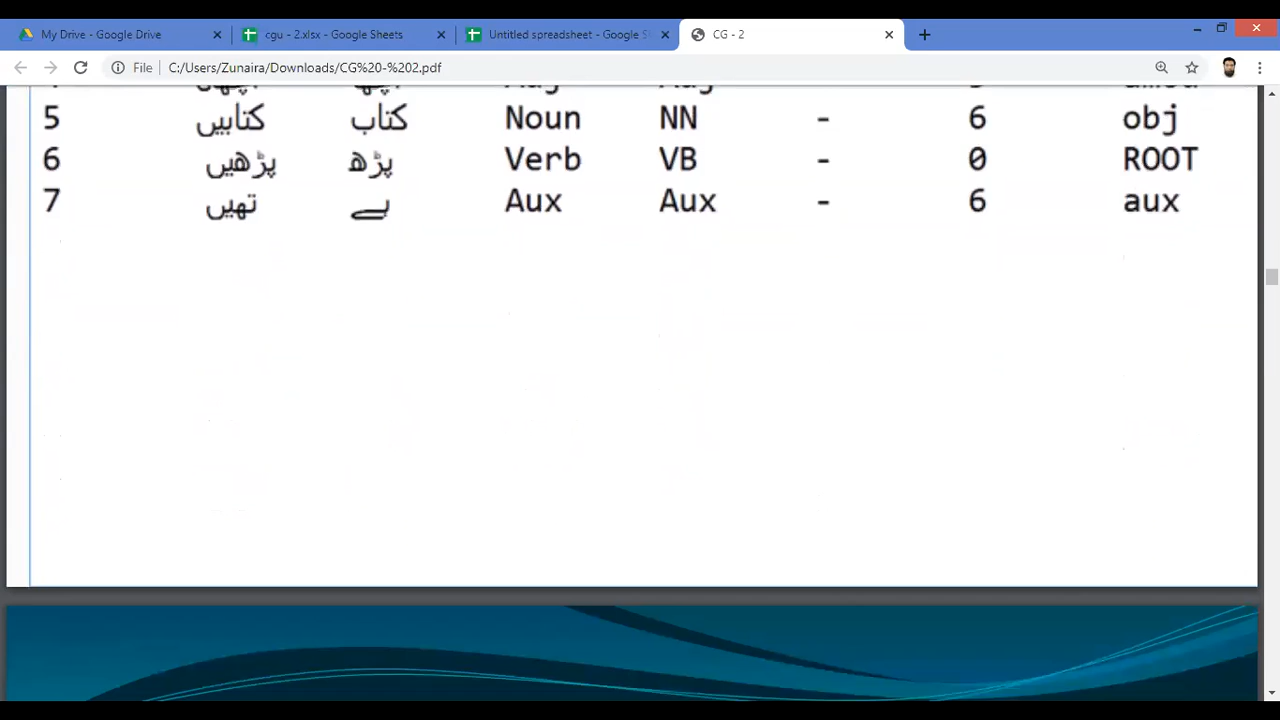 My Drive - Google Drive
cgu - 2.xlsx - Google Sheets
Untitled spreadsheet - Google
CG - 2
File
C:/Users/Zunaira/Downloads/CG%20-%202.pdf
5 کتابیں کتاب Noun NN - 6 obj
6 پڑھیں پڑھ Verb VB - 0 ROOT
7 تھیں ہے Aux Aux - 6 aux